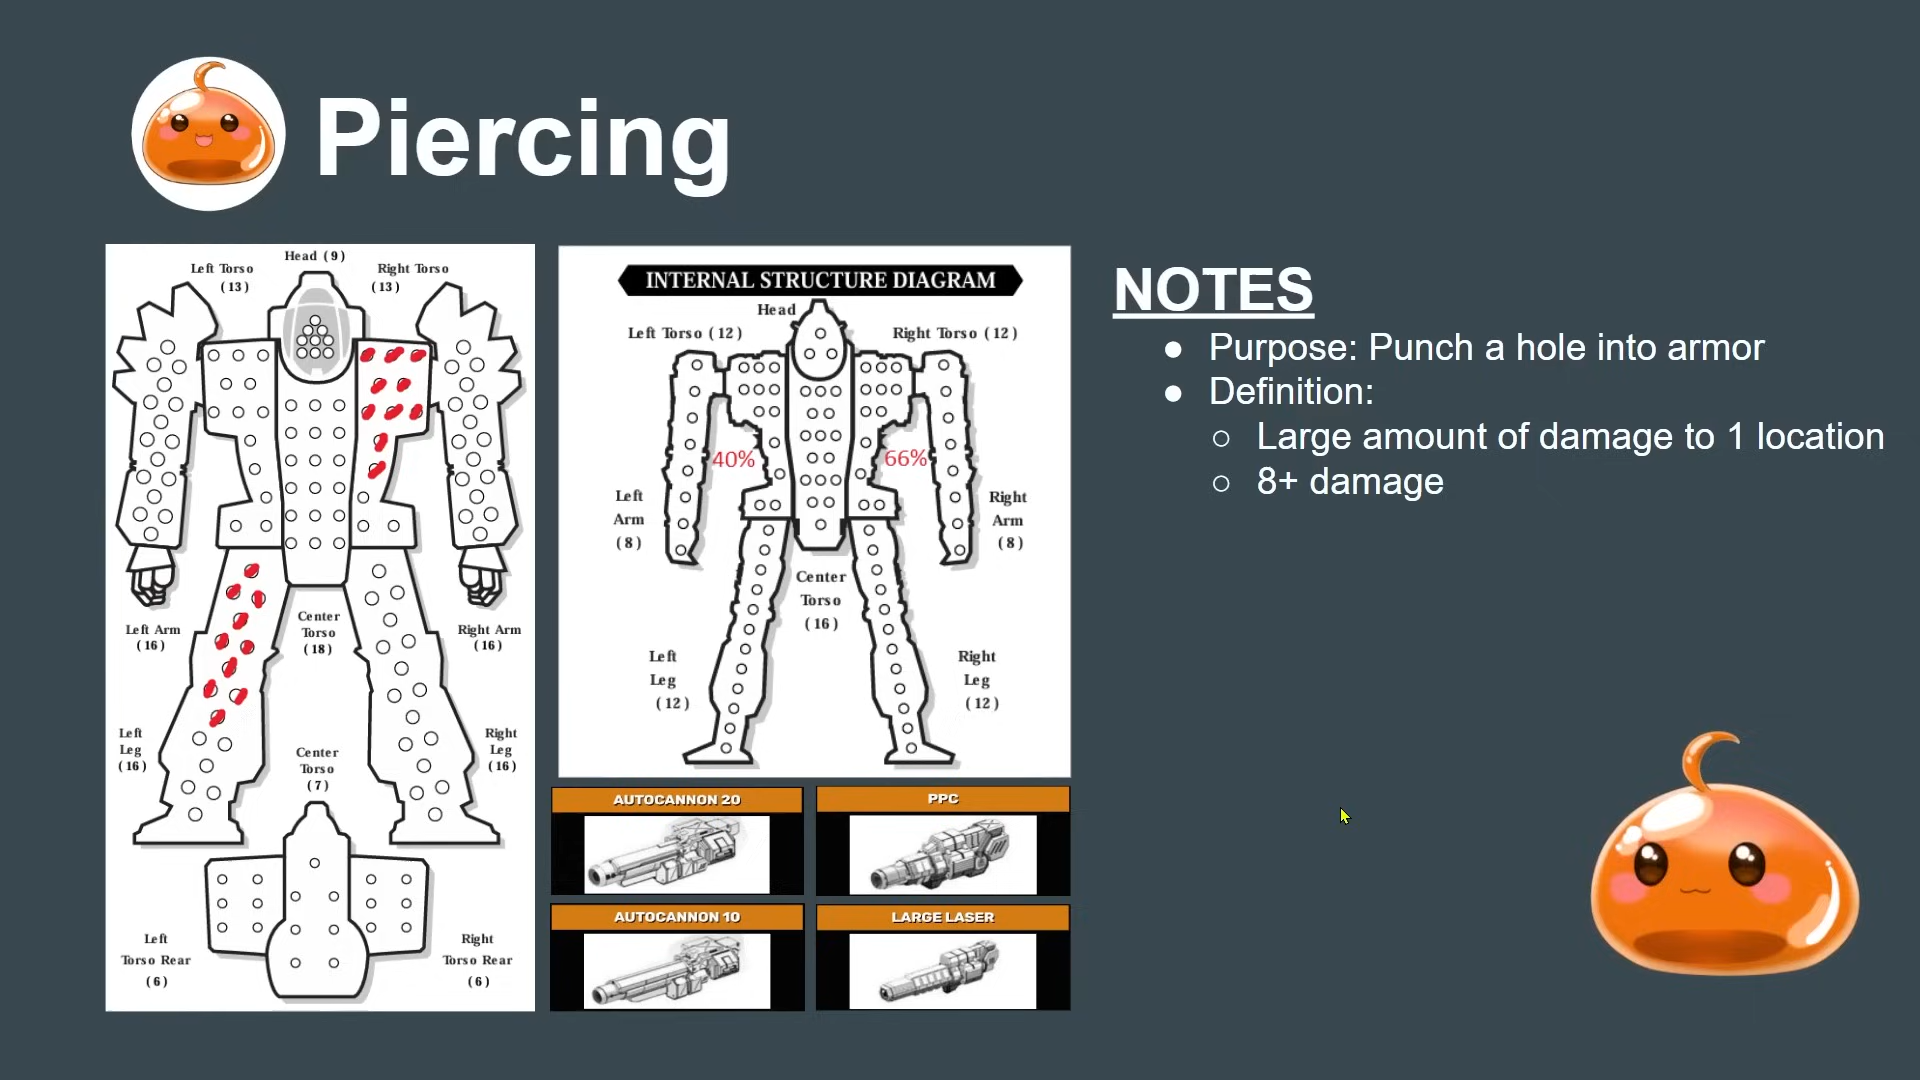 Piercing
Head (9)
Left Torso
(13)
Right Torso
(13)
Left Arm
(16)
Center
Torso
(18)
Right Arm
(16)
Left
Leg
(16)
Right
Leg
(16)
Center
Torso
(7)
Left
Torso Rear
(6)
Right
Torso Rear
(6)
INTERNAL STRUCTURE DIAGRAM
Head
Left Torso (12)
Right Torso (12)
40%
66%
Left
Arm
(8)
Right
Arm
(8)
Center
Torso
(16)
Left
Leg
(12)
Right
Leg
(12)
AUTOCANNON 20
PPC
AUTOCANNON 10
LARGE LASER
NOTES
● Purpose: Punch a hole into armor
● Definition:
○ Large amount of damage to 1 location
○ 8+ damage